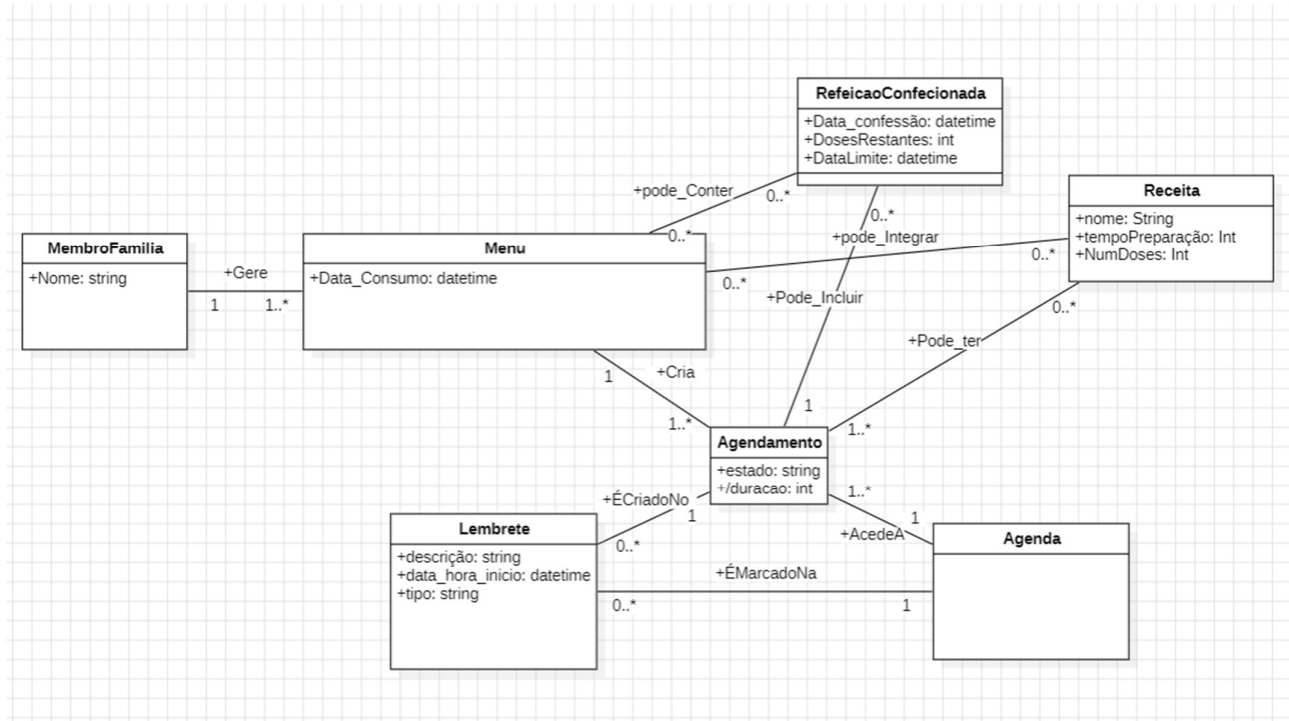 RefeicaoConfecionada
+Data_confessão: datetime
+DosesRestantes: int
+DataLimite: datetime
+pode_Conter
0..*
0..*
Receita
+nome: String
+tempoPreparação: Int
+NumDoses: Int
0..*
+pode_Integrar
0..*
0..*
MembroFamilia
+Nome: string
+Gere
1
1..*
Menu
+Data_Consumo: datetime
+Pode_Incluir
0..*
+Pode_ter
+Cria
1
1..*
1
1..*
Agendamento
+estado: string
+/duracao: int
+ÉCriadoNo
1
0..*
1..*
1
+AcedeA
Lembrete
+descrição: string
+data_hora_inicio: datetime
+tipo: string
+ÉMarcadoNa
0..*
1
Agenda